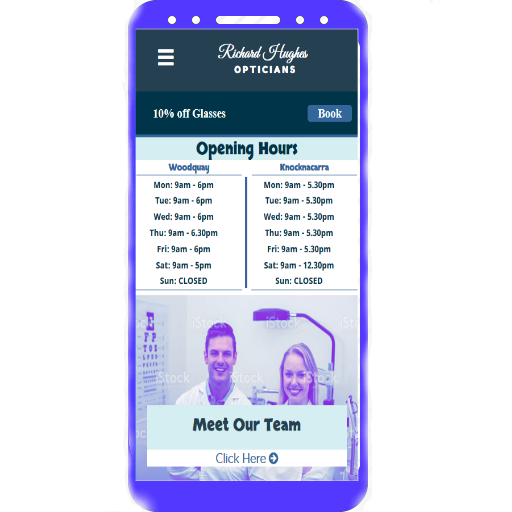 Richard Hughes
OPTICIANS
10% off Glasses
Book
Opening Hours
Woodquay
Mon: 9am - 6pm
Tue: 9am - 6pm
Wed: 9am - 6pm
Thu: 9am - 6.30pm
Fri: 9am - 6pm
Sat: 9am - 5pm
Sun: CLOSED
Knocknacarra
Mon: 9am - 5.30pm
Tue: 9am - 5.30pm
Wed: 9am - 5.30pm
Thu: 9am - 5.30pm
Fri: 9am - 5.30pm
Sat: 9am - 12.30pm
Sun: CLOSED
iStock
iStock
iStock
iStock
iStock
E
F P
Meet Our Team
Click Here